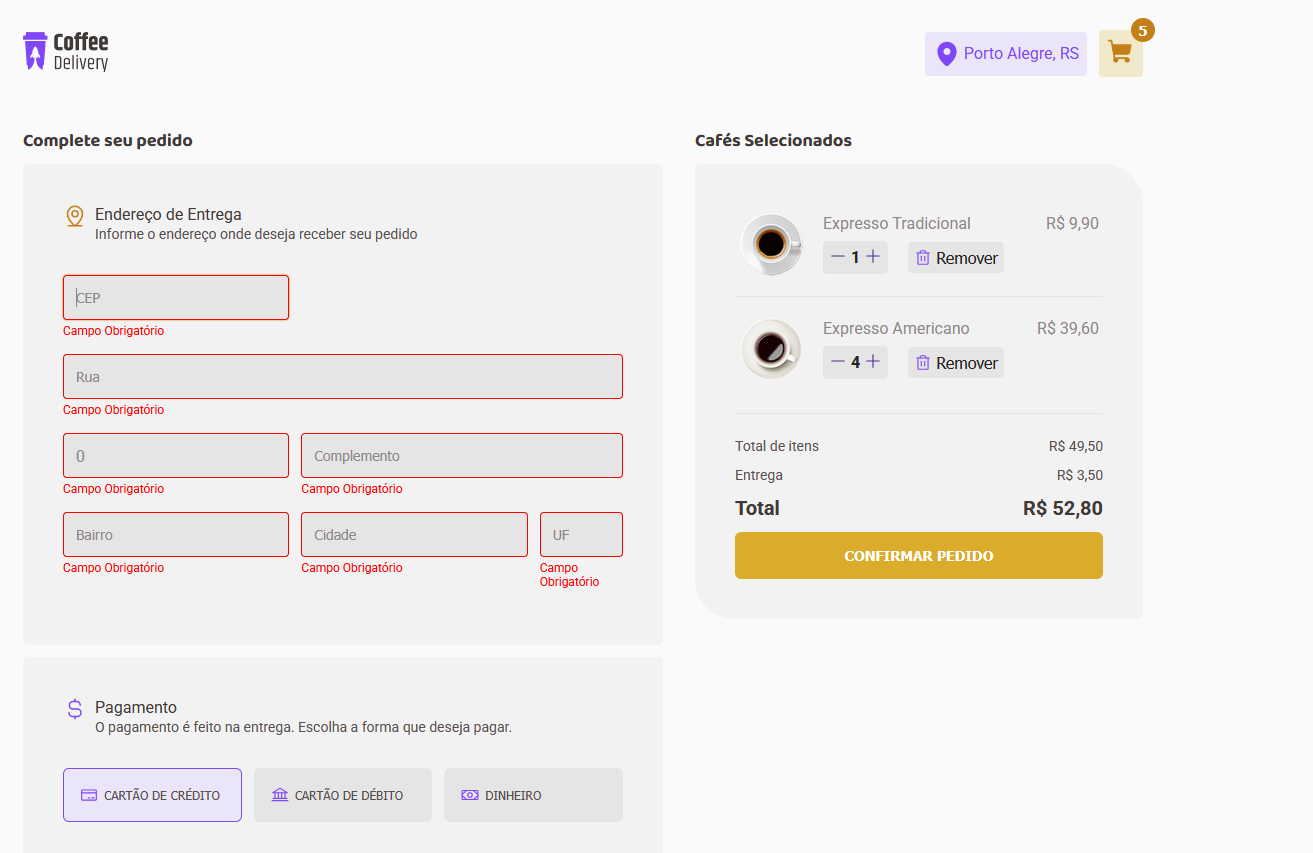 Coffee
Delivery
Porto Alegre, RS
5
Complete seu pedido
Endereço de Entrega
Informe o endereço onde deseja receber seu pedido
CEP
Campo Obrigatório
Rua
Campo Obrigatório
0
Complemento
Campo Obrigatório
Campo Obrigatório
Bairro
Cidade
UF
Campo Obrigatório
Campo Obrigatório
Campo
Obrigatório
Pagamento
O pagamento é feito na entrega. Escolha a forma que deseja pagar.
CARTÃO DE CRÉDITO
CARTÃO DE DÉBITO
DINHEIRO
Cafés Selecionados
Expresso Tradicional
R$ 9,90
1
Remover
Expresso Americano
R$ 39,60
4
Remover
Total de itens
R$ 49,50
Entrega
R$ 3,50
Total
R$ 52,80
CONFIRMAR PEDIDO